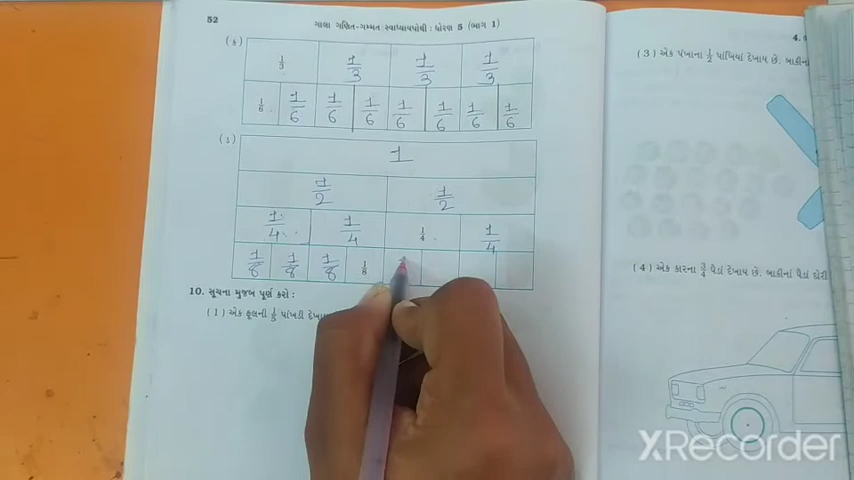 52
ગાલા ગણિત-ગમ્મત સ્વાધ્યાયપોથી : ધોરણ 5 (ભાગ 1)
(ક)
1/3 1/3 1/3 1/3
1/6 1/6 1/6 1/6 1/6 1/6 1/6 1/6
(ડ)
1
1/2 1/2
1/4 1/4 1/4 1/4
1/8 1/8 1/8 1/8
10. સૂચના મુજબ પૂર્ણ કરો :
(1) એક ફૂલની 1/5 પાંખડી
4.
(3) એક પંખાના 1/2 પાંખિયાં દેખાય છે. બાકીનાં
(4) એક કારના 2/4 પૈડાં દેખાય છે. બાકીનાં પૈડાં દોરી
XRecorder